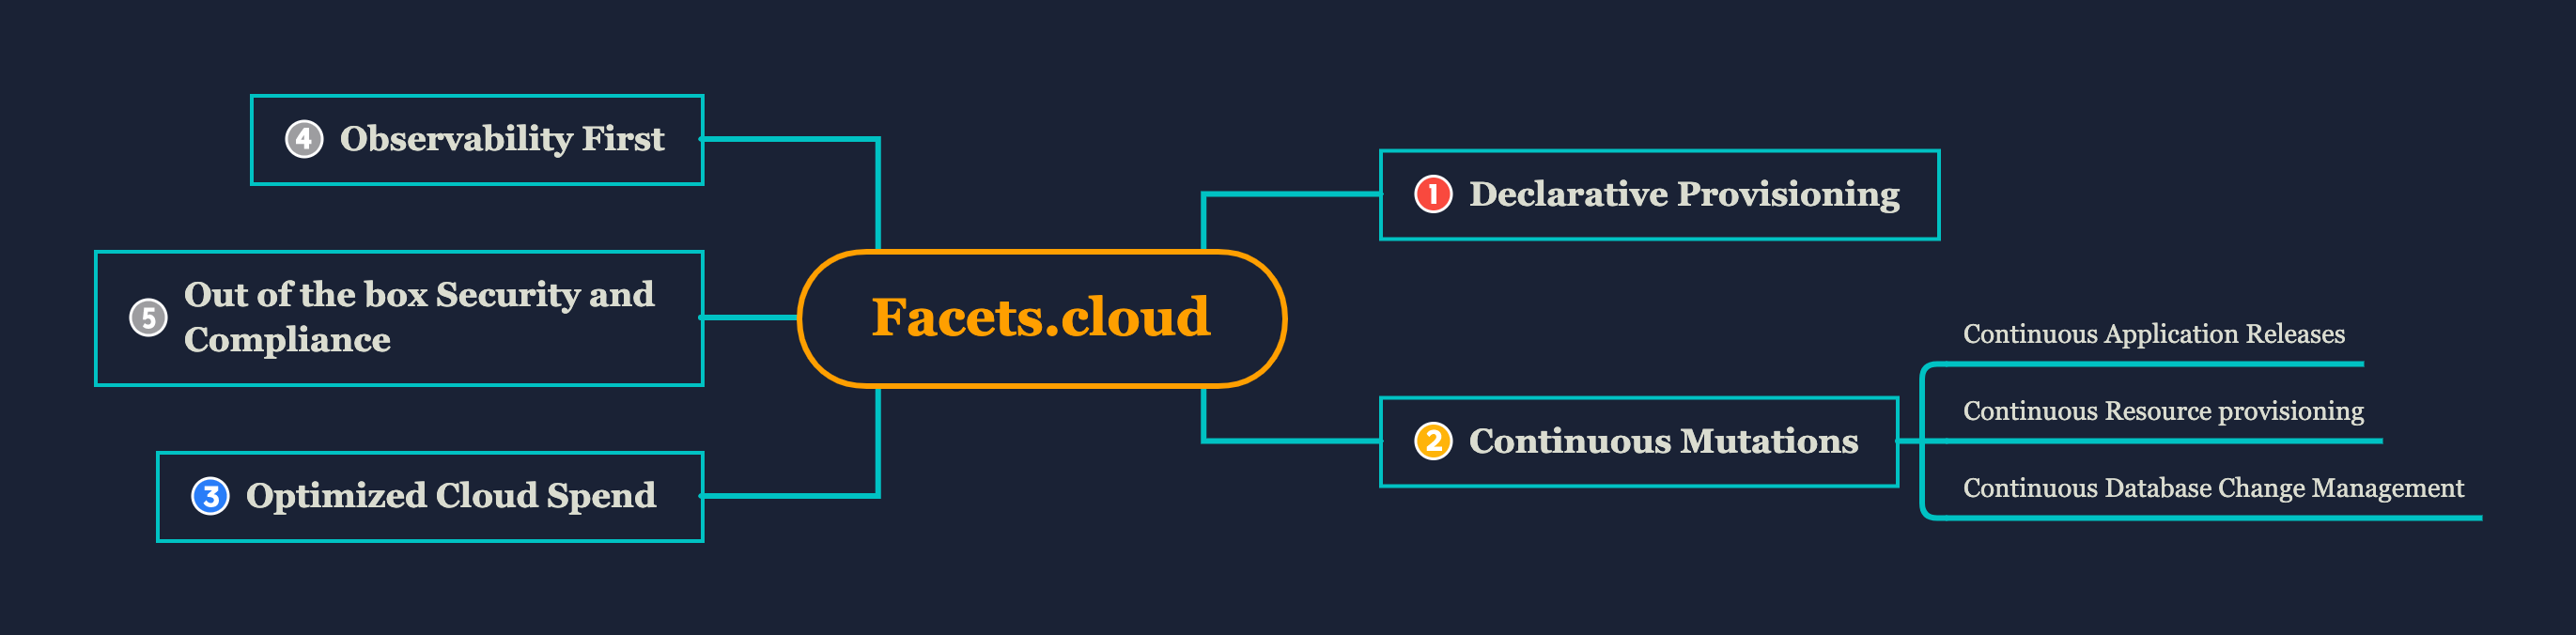 4 Observability First
1 Declarative Provisioning
5 Out of the box Security and
Compliance
Facets.cloud
Continuous Application Releases
Continuous Resource provisioning
2 Continuous Mutations
Continuous Database Change Management
3 Optimized Cloud Spend